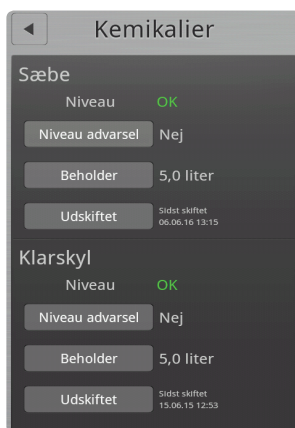 Kemikalier
Sæbe
Niveau OK
Niveau advarsel Nej
Beholder 5,0 liter
Udskiftet Sidst skiftet
06.06.16 13:15
Klarskyl
Niveau OK
Niveau advarsel Nej
Beholder 5,0 liter
Udskiftet Sidst skiftet
15.06.15 12:53